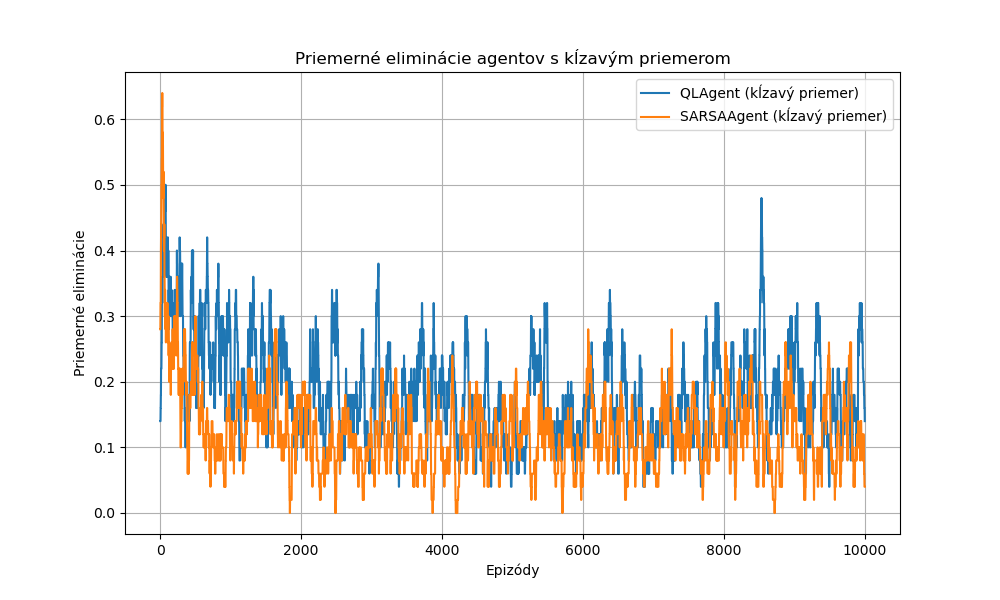 Priemerné eliminácie agentov s kĺzavým priemerom
QLAgent (kĺzavý priemer)
SARSAAgent (kĺzavý priemer)
Priemerné eliminácie
0.6
0.5
0.4
0.3
0.2
0.1
0.0
0 2000 4000 6000 8000 10000
Epizódy